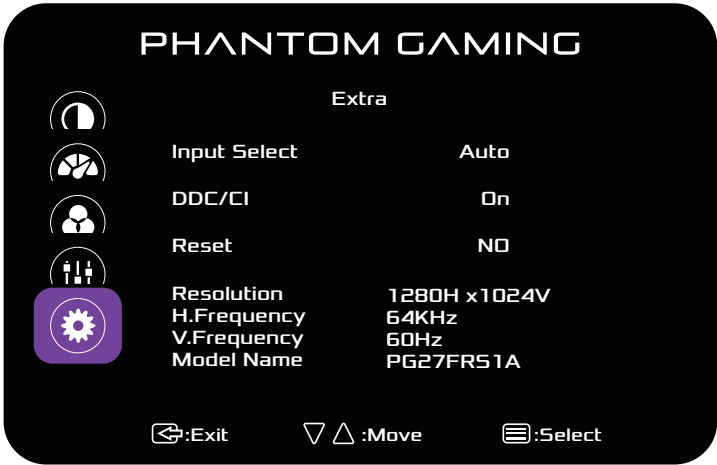 PHANTOM GAMING
Extra
Input Select Auto
DDC/CI On
Reset NO
Resolution 1280H x1024V
H.Frequency 64KHz
V.Frequency 60Hz
Model Name PG27FRS1A
:Exit :Move :Select